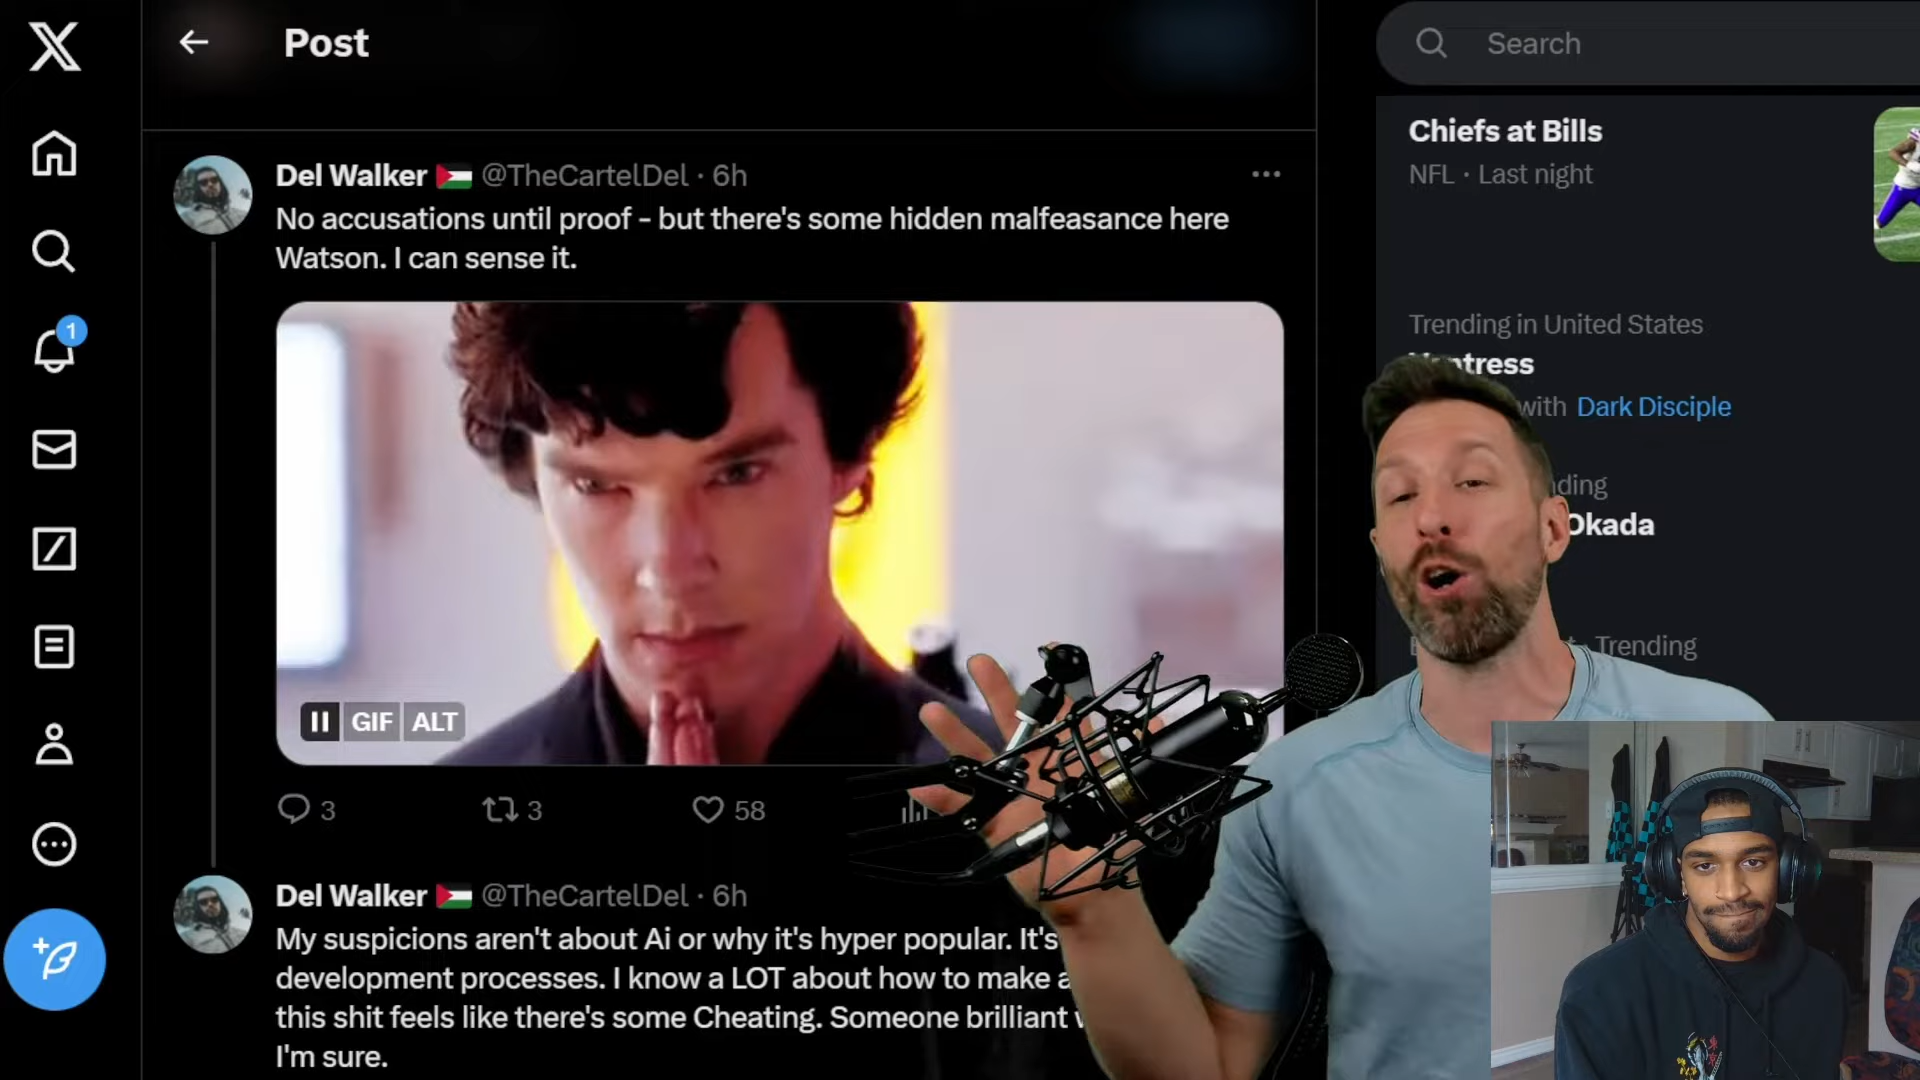 Post
Search
Chiefs at Bills
NFL · Last night
Del Walker 🇵🇸 @TheCartelDel · 6h
No accusations until proof - but there's some hidden malfeasance here
Watson. I can sense it.
1
Trending in United States
with Dark Disciple
Okada
GIF ALT
Trending
3
3
58
Del Walker 🇵🇸 @TheCartelDel · 6h
My suspicions aren't about Ai or why it's hyper popular. It's
development processes. I know a LOT about how to make
this shit feels like there's some Cheating. Someone brilliant
I'm sure.